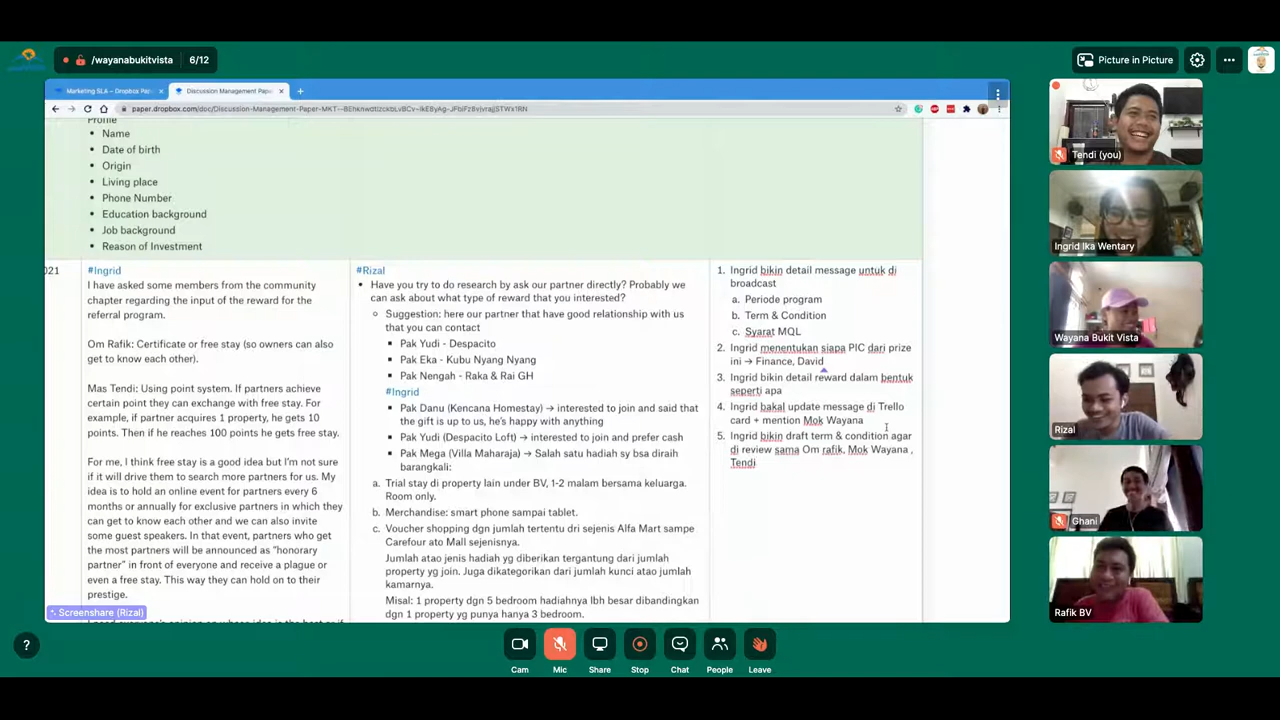 /wayanabukitvista
6/12
Picture in Picture
Marketing SLA – Dropbox Pap
Discussion Management Pape
Profile
Name
Date of birth
Origin
Living place
Phone Number
Education background
Job background
Reason of Investment
021
#Ingrid
I have asked some members from the community
chapter regarding the input of the reward for the
referral program.
Om Rafik: Certificate or free stay (so owners can also
get to know each other).
Mas Tendi: Using point system. If partners achieve
certain point they can exchange with free stay. For
example, if partner acquires 1 property, he gets 10
points. Then if he reaches 100 points he gets free stay.
For me, I think free stay is a good idea but I'm not sure
if it will drive them to search more partners for us. My
idea is to hold an online event for partners every 6
months or annually for exclusive partners in which they
can get to know each other and we can also invite
some guest speakers. In that event, partners who get
the most partners will be announced as "honorary
partner" in front of everyone and receive a plague or
even a free stay. This way they can hold on to their
prestige.
#Rizal
Have you try to do research by ask our partner directly? Probably we
can ask about what type of reward that you interested?
Suggestion: here our partner that have good relationship with us
that you can contact
Pak Yudi - Despacito
Pak Eka - Kubu Nyang Nyang
Pak Nengah - Raka & Rai GH
#Ingrid
Pak Danu (Kencana Homestay) → interested to join and said that
the gift is up to us, he's happy with anything
Pak Yudi (Despacito Loft) → interested to join and prefer cash
Pak Mega (Villa Maharaja) → Salah satu hadiah sy bsa diraih
barangkali:
a. Trial stay di property lain under BV, 1-2 malam bersama keluarga.
Room only.
b. Merchandise: smart phone sampai tablet.
c. Voucher shopping dgn jumlah tertentu dri sejenis Alfa Mart sampe
Carefour ato Mall sejenisnya.
Jumlah atao jenis hadiah yg diberikan tergantung dari jumlah
property yg join. Juga dikategorikan dari jumlah kunci atao jumlah
kamarnya.
Misal: 1 property dgn 5 bedroom hadiahnya lbh besar dibandingkan
dgn 1 property yg punya hanya 3 bedroom.
1. Ingrid bikin detail message untuk di
broadcast
a. Periode program
b. Term & Condition
c. Syarat MQL
2. Ingrid menentukan siapa PIC dari prize
ini → Finance, David
3. Ingrid bikin detail reward dalam bentuk
seperti apa
4. Ingrid bakal update message di Trello
card + mention Mok Wayana
5. Ingrid bikin draft term & condition agar
di review sama Om rafik, Mok Wayana ,
Tendi
Screenshare (Rizal)
Tendi (you)
Ingrid Ika Wentary
Wayana Bukit Vista
Rizal
Ghani
Rafik BV
?
Cam
Mic
Share
Stop
Chat
People
Leave